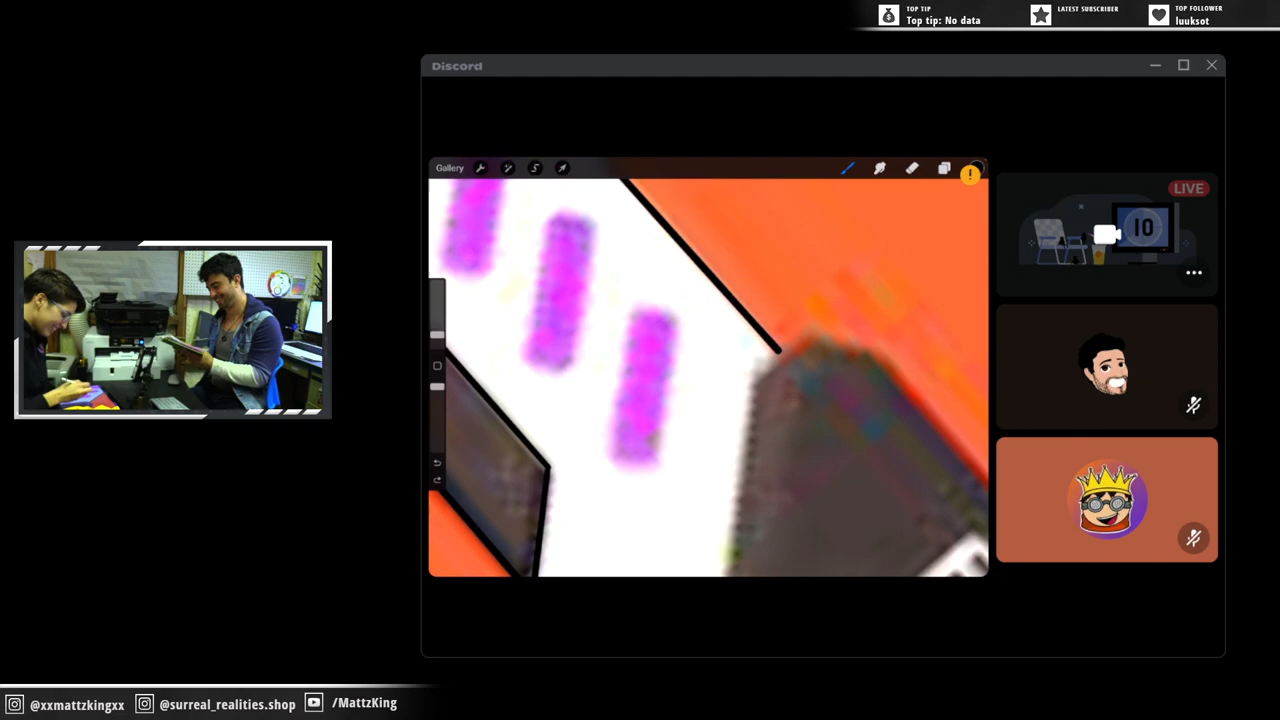 TOP TIP
Top tip: No data
LATEST SUBSCRIBER
TOP FOLLOWER
luuksot
Discord
Gallery
LIVE
10
@xxmattzkingxx
@surreal_realities.shop
/MattzKing